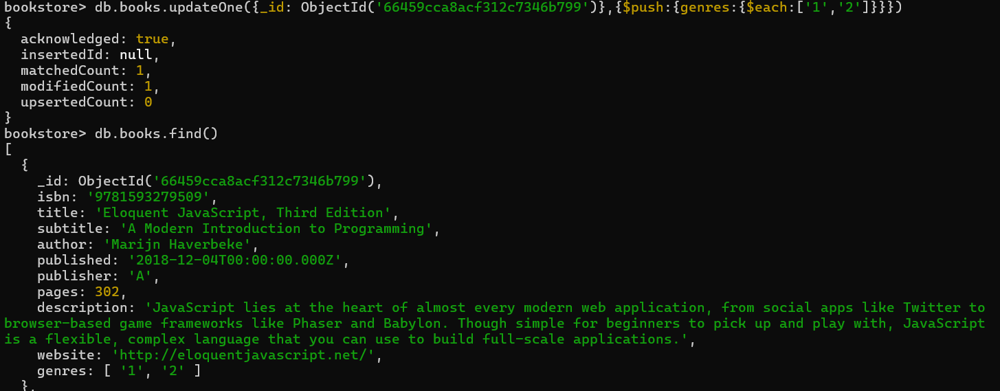 bookstore> db.books.updateOne({_id: ObjectId('66459cca8acf312c7346b799')},{$push:{genres:{$each:['1','2']}}})
{
  acknowledged: true,
  insertedId: null,
  matchedCount: 1,
  modifiedCount: 1,
  upsertedCount: 0
}
bookstore> db.books.find()
[
  {
    _id: ObjectId('66459cca8acf312c7346b799'),
    isbn: '9781593279509',
    title: 'Eloquent JavaScript, Third Edition',
    subtitle: 'A Modern Introduction to Programming',
    author: 'Marijn Haverbeke',
    published: '2018-12-04T00:00:00.000Z',
    publisher: 'A',
    pages: 302,
    description: 'JavaScript lies at the heart of almost every modern web application, from social apps like Twitter to
browser-based game frameworks like Phaser and Babylon. Though simple for beginners to pick up and play with, JavaScript
is a flexible, complex language that you can use to build full-scale applications.',
    website: 'http://eloquentjavascript.net/',
    genres: [ '1', '2' ]
  },